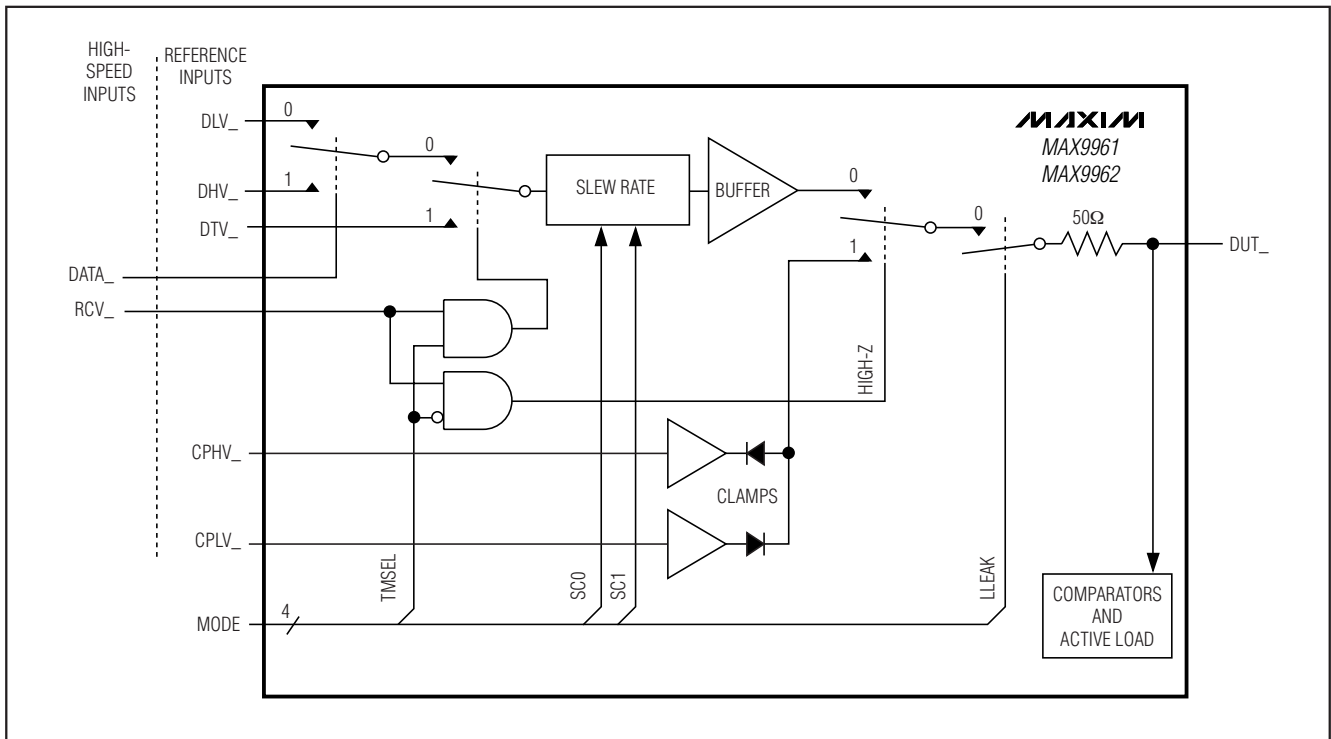 HIGH-
SPEED
INPUTS
REFERENCE
INPUTS
DLV_
0
DHV_
1
0
DTV_
1
SLEW RATE
BUFFER
0
1
0
MAXIM
MAX9961
MAX9962
50Ω
DUT_
DATA_
RCV_
HIGH-Z
CPHV_
CLAMPS
CPLV_
TMSEL
SC0
SC1
LLEAK
MODE
4
COMPARATORS
AND
ACTIVE LOAD